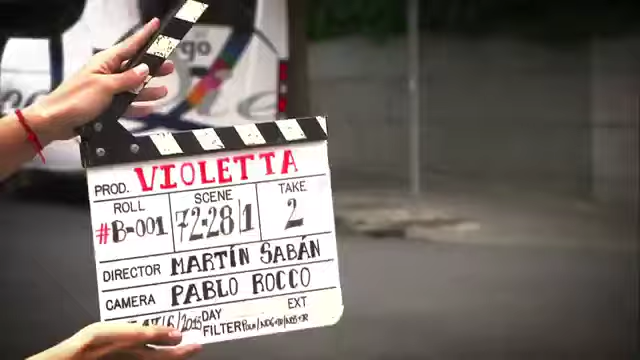 PROD. VIOLETTA
ROLL SCENE TAKE
#B-001 72-28/1 2
DIRECTOR MARTÍN SABÁN
CAMERA PABLO ROCCO
DAY EXT
FILTER